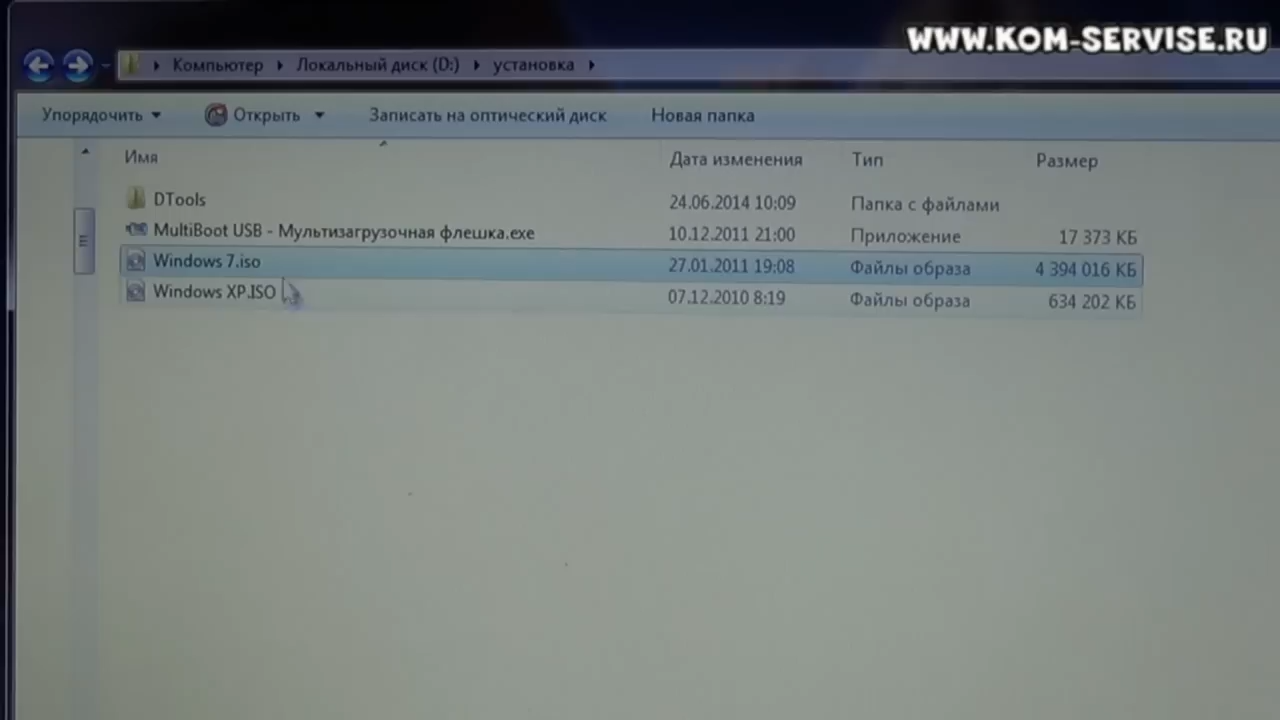 WWW.KOM-SERVISE.RU
Компьютер Локальный диск (D:) установка
Упорядочить Открыть Записать на оптический диск Новая папка
Имя Дата изменения Тип Размер
DTools 24.06.2014 10:09 Папка с файлами
MultiBoot USB - Мультизагрузочная флешка.exe 10.12.2011 21:00 Приложение 17 373 КБ
Windows 7.iso 27.01.2011 19:08 Файлы образа 4 394 016 КБ
Windows XP.ISO 07.12.2010 8:19 Файлы образа 634 202 КБ